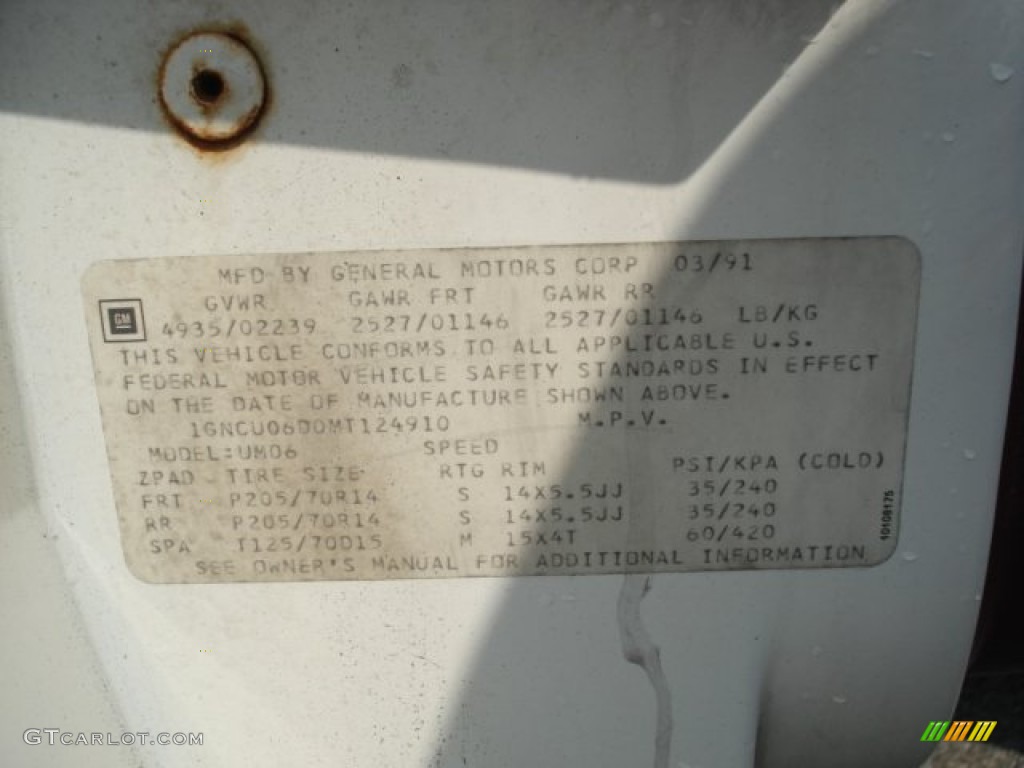 MFD BY GENERAL MOTORS CORP 03/91
GVWR GAWR FRT GAWR RR
GM
4935/02239 2527/01146 2527/01146 LB/KG
THIS VEHICLE CONFORMS TO ALL APPLICABLE U.S.
FEDERAL MOTOR VEHICLE SAFETY STANDARDS IN EFFECT
ON THE DATE OF MANUFACTURE SHOWN ABOVE.
1GNCU06D0MT124910 M.P.V.
MODEL:UM06 SPEED
ZPAD TIRE SIZE RTG RIM PSI/KPA (COLD)
FRT P205/70R14 S 14X5.5JJ 35/240
RR P205/70R14 S 14X5.5JJ 35/240
SPA T125/70D15 M 15X4T 60/420
SEE OWNER'S MANUAL FOR ADDITIONAL INFORMATION
10108175
GTCARLOT.COM